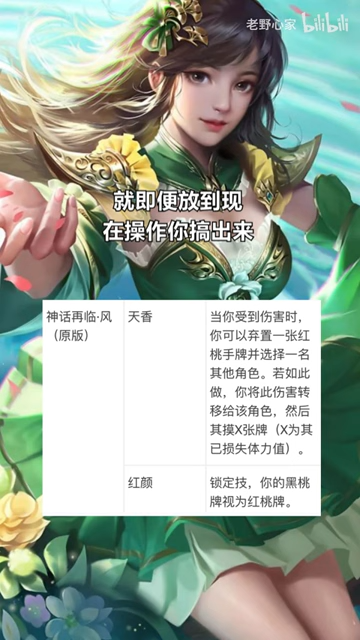 老野心家 bilibili
就即便放到现
在操作你搞出来
神话再临·风
（原版）
天香
当你受到伤害时，
你可以弃置一张红
桃手牌并选择一名
其他角色。若如此
做，你将此伤害转
移给该角色，然后
其摸X张牌（X为其
已损失体力值）。
红颜
锁定技，你的黑桃
牌视为红桃牌。